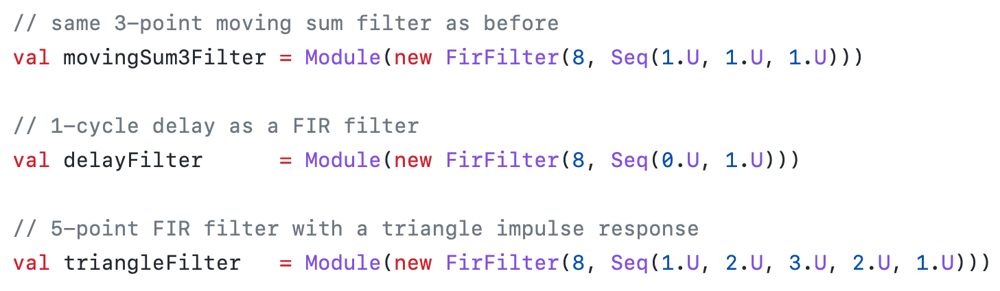 // same 3-point moving sum filter as before
val movingSum3Filter = Module(new FirFilter(8, Seq(1.U, 1.U, 1.U)))
// 1-cycle delay as a FIR filter
val delayFilter      = Module(new FirFilter(8, Seq(0.U, 1.U)))
// 5-point FIR filter with a triangle impulse response
val triangleFilter   = Module(new FirFilter(8, Seq(1.U, 2.U, 3.U, 2.U, 1.U)))